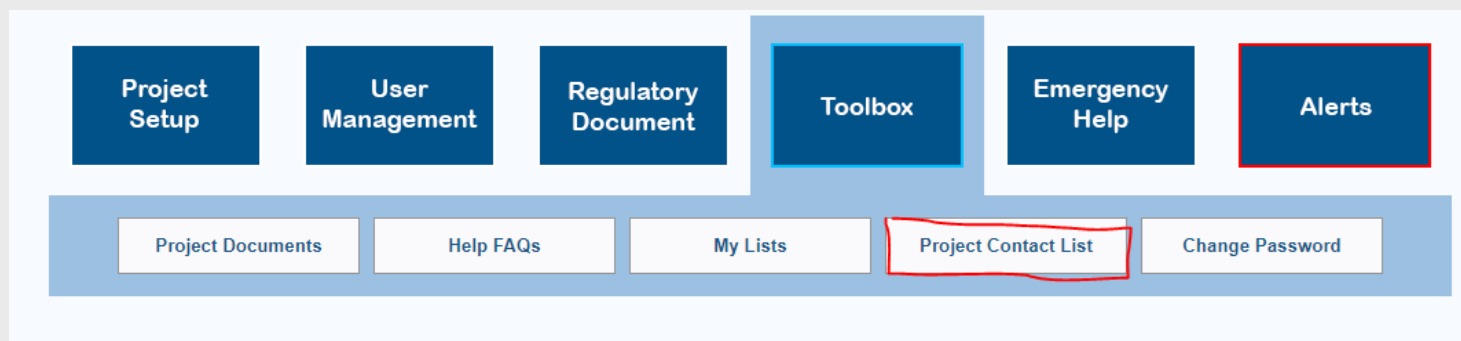 Project
Setup
User
Management
Regulatory
Document
Toolbox
Emergency
Help
Alerts
Project Documents
Help FAQs
My Lists
Project Contact List
Change Password